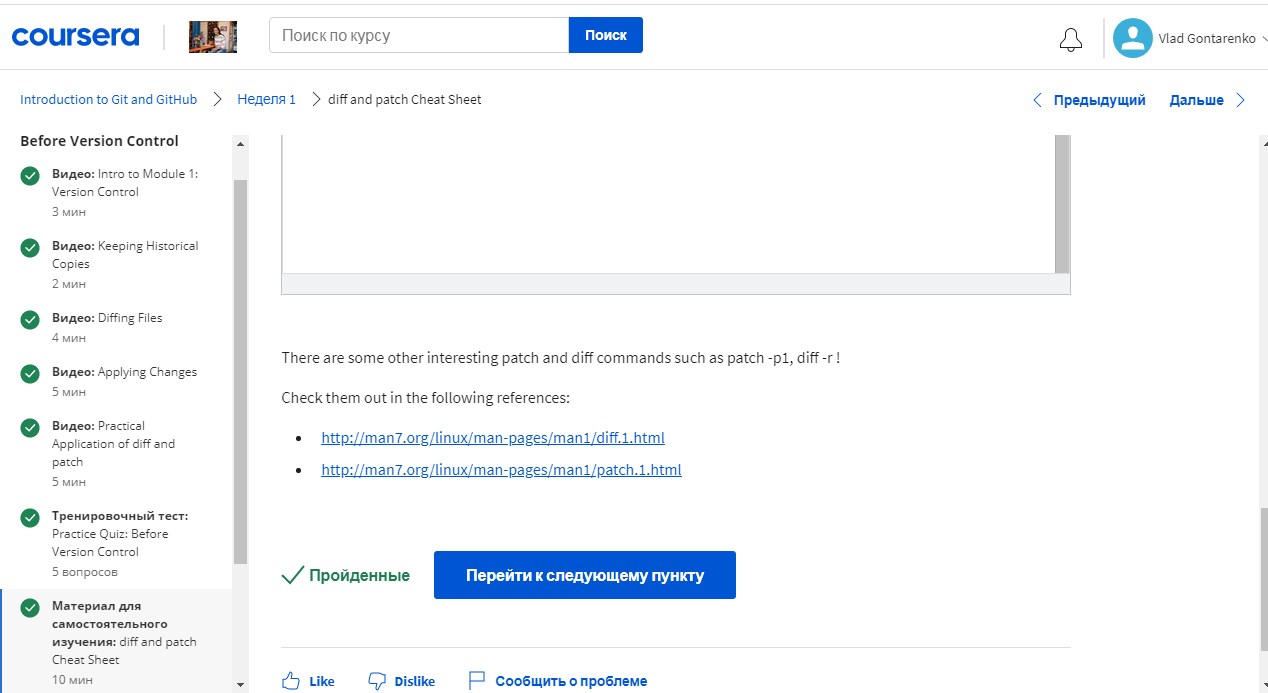 coursera
Поиск по курсу
Поиск
Vlad Gontarenko
Introduction to Git and GitHub
Неделя 1
diff and patch Cheat Sheet
Предыдущий
Дальше
Before Version Control
Видео: Intro to Module 1:
Version Control
3 мин
Видео: Keeping Historical
Copies
2 мин
Видео: Diffing Files
4 мин
Видео: Applying Changes
5 мин
Видео: Practical
Application of diff and
patch
5 мин
Тренировочный тест:
Practice Quiz: Before
Version Control
5 вопросов
Материал для
самостоятельного
изучения: diff and patch
Cheat Sheet
10 мин
There are some other interesting patch and diff commands such as patch -p1, diff -r !
Check them out in the following references:
http://man7.org/linux/man-pages/man1/diff.1.html
http://man7.org/linux/man-pages/man1/patch.1.html
Пройденные
Перейти к следующему пункту
Like
Dislike
Сообщить о проблеме